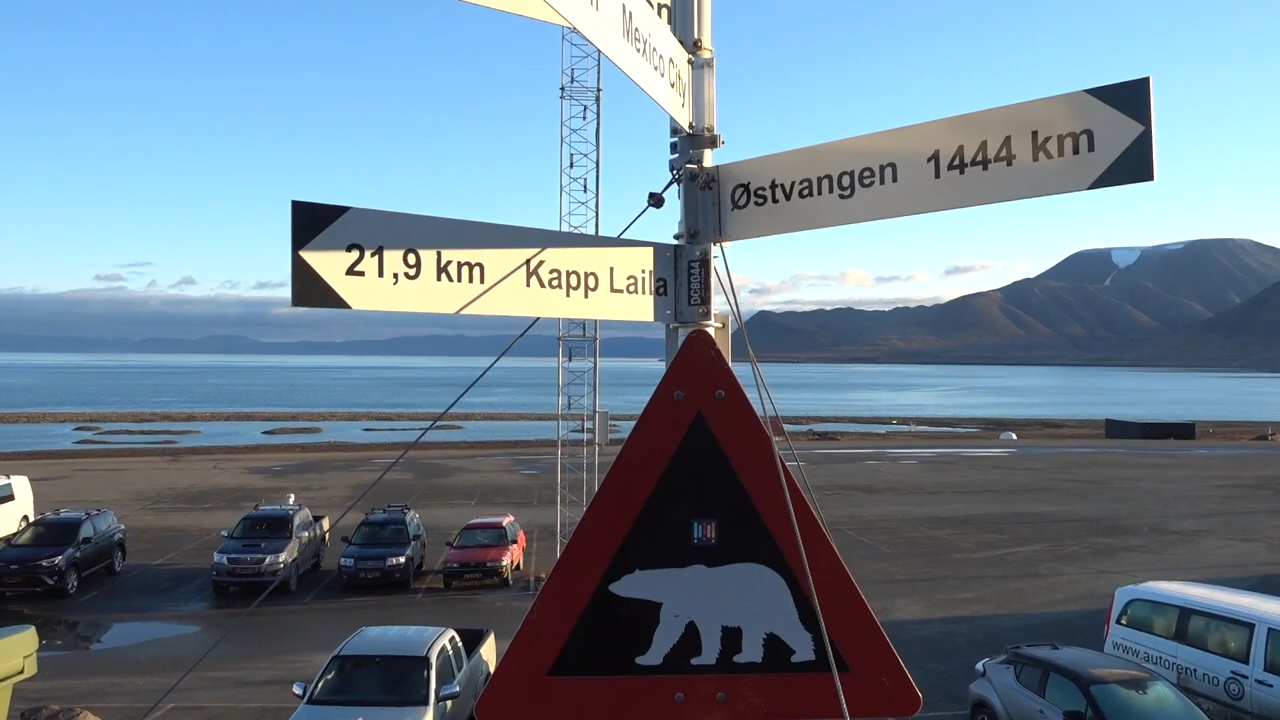 Mexico City
Østvangen 1444 km
21,9 km Kapp Laila
DC8044
www.autorent.no